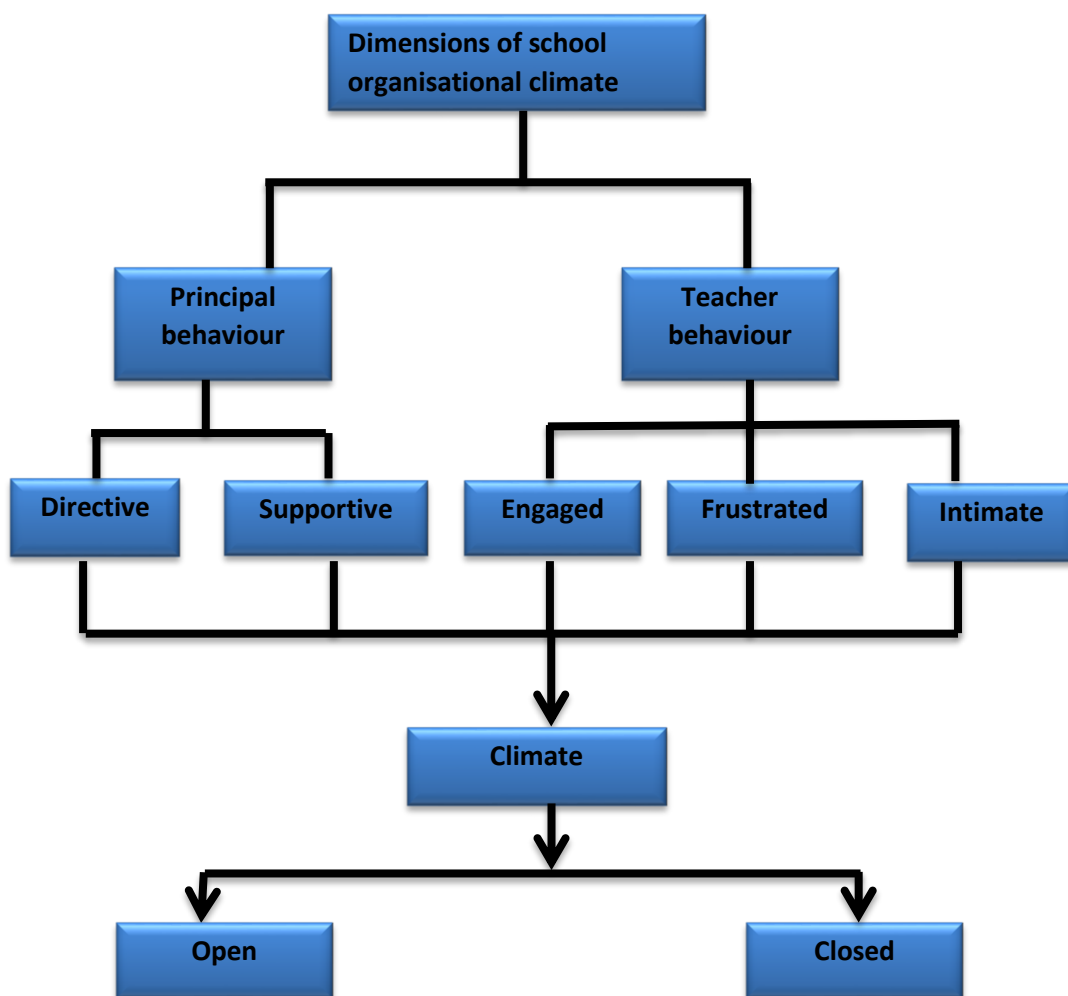 Dimensions of school
organisational climate
Principal
behaviour
Teacher
behaviour
Directive
Supportive
Engaged
Frustrated
Intimate
Climate
Open
Closed